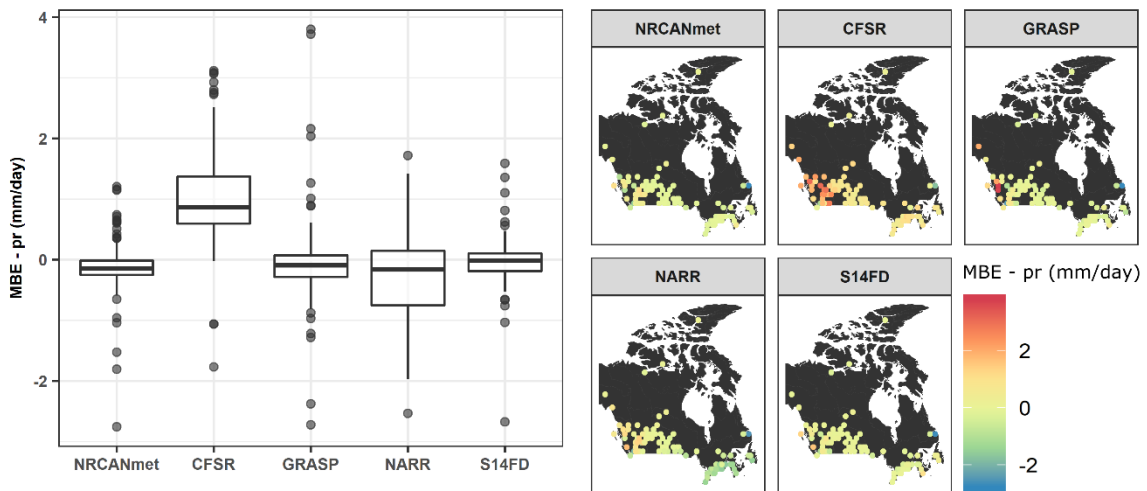 MBE - pr (mm/day)
4
2
0
-2
NRCANmet CFSR GRASP NARR S14FD
NRCANmet CFSR GRASP
NARR S14FD MBE - pr (mm/day)
2
0
-2